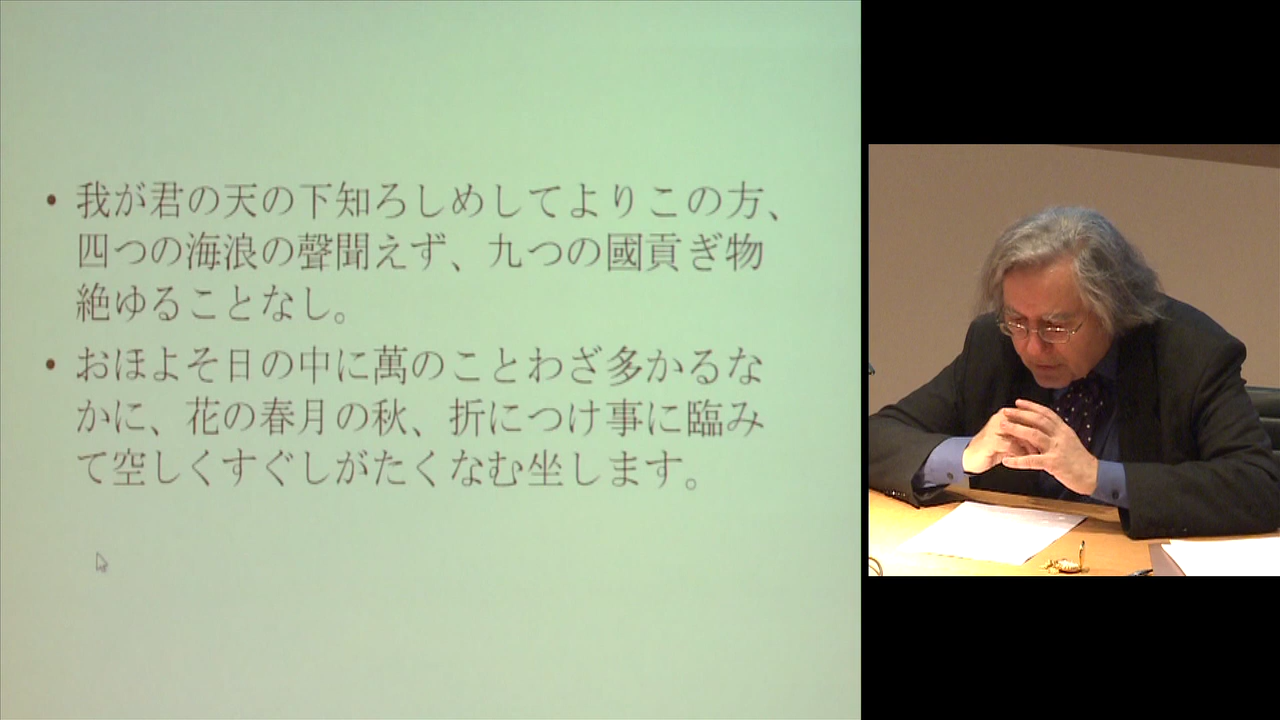 • 我が君の天の下知ろしめしてよりこの方、
四つの海浪の聲聞えず、九つの國貢ぎ物
絶ゆることなし。
• おほよそ日の中に萬のことわざ多かるな
かに、花の春月の秋、折につけ事に臨み
て空しくすぐしがたくなむ坐します。